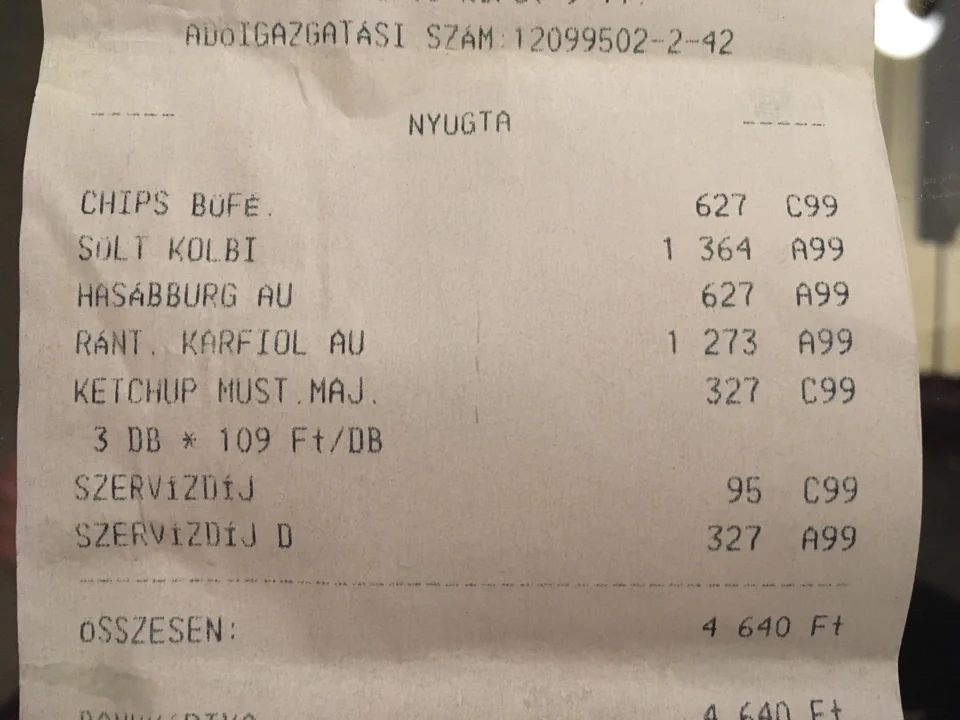 ADóIGAZGATÁSI SZÁM:12099502-2-42
----- NYUGTA -----
CHIPS BÜFÉ. 627 C99
SÜLT KOLBI 1 364 A99
HASÁBBURG AU 627 A99
RÁNT. KARFIOL AU 1 273 A99
KETCHUP MUST.MAJ. 327 C99
3 DB * 109 Ft/DB
SZERVíZDíJ 95 C99
SZERVíZDíJ D 327 A99
öSSZESEN: 4 640 Ft
4 640 Ft